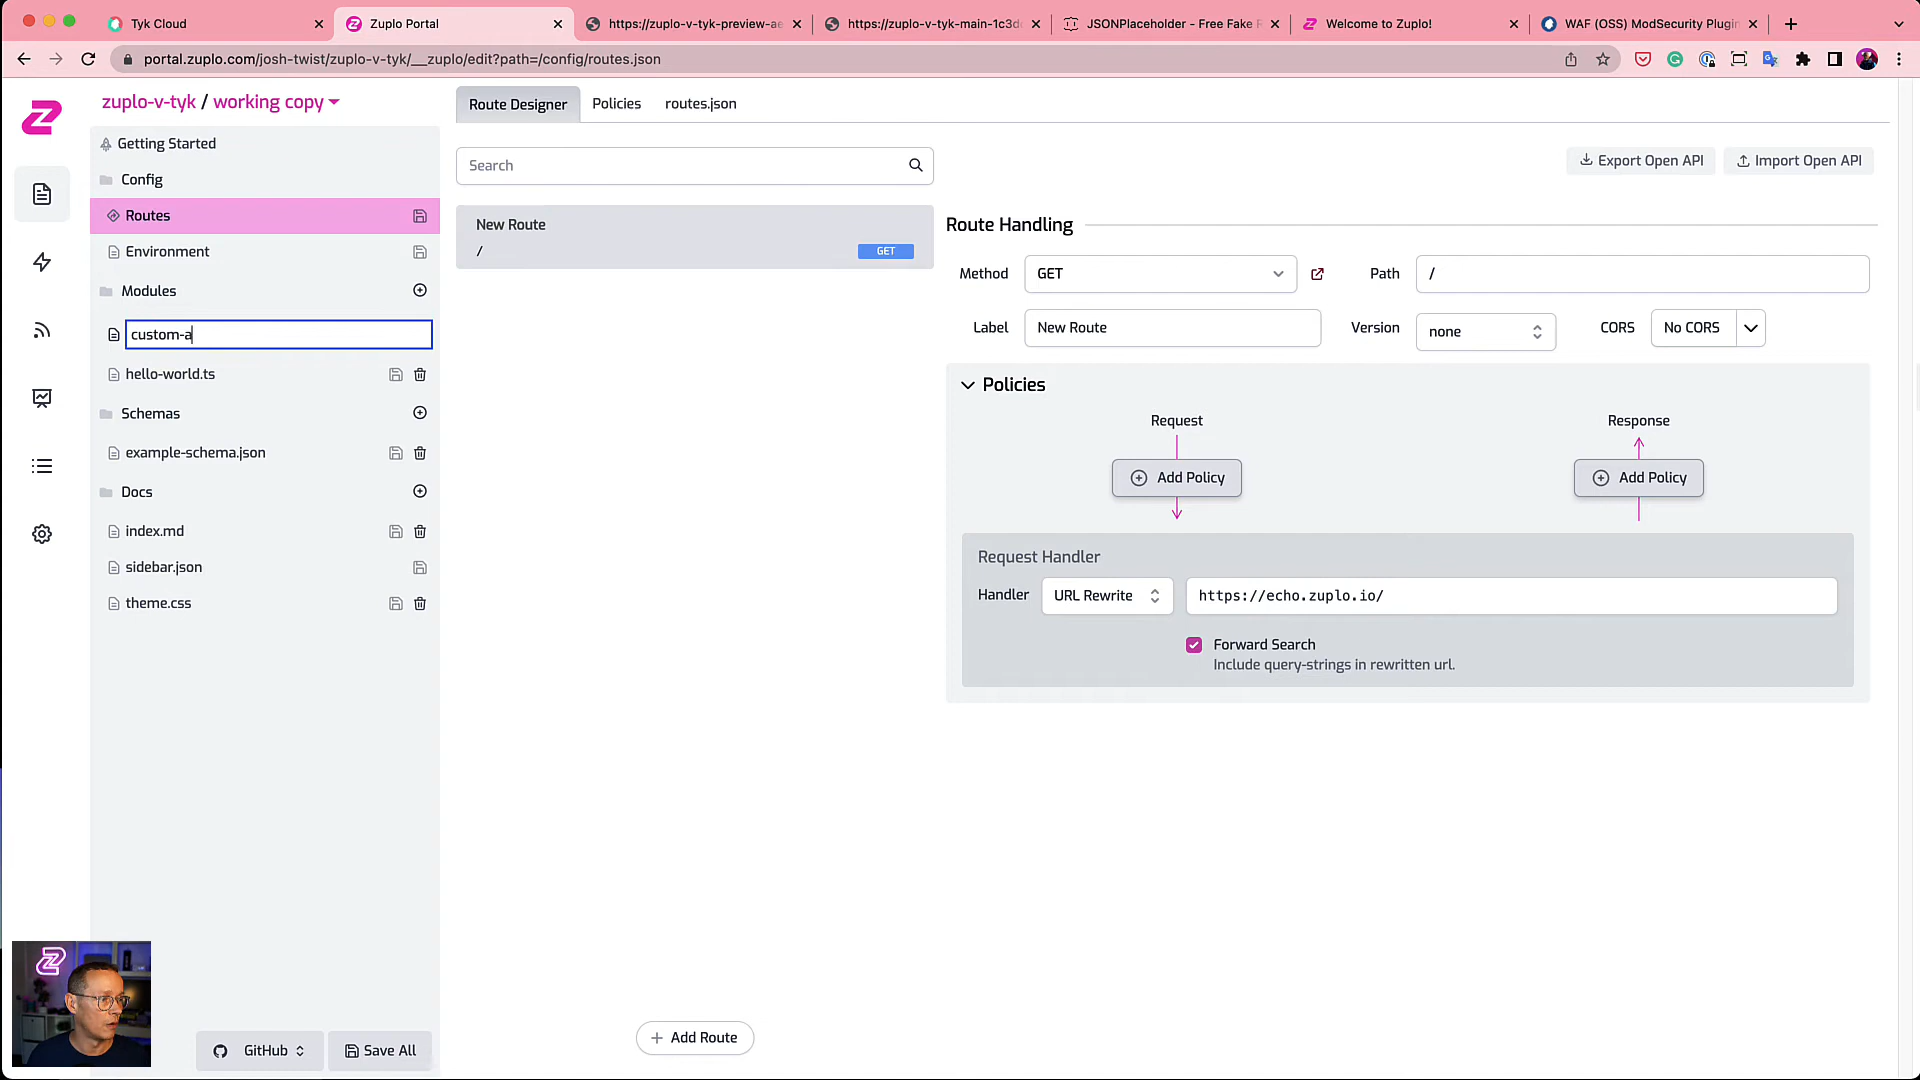 Tyk Cloud
Zuplo Portal
https://zuplo-v-tyk-preview-ae
https://zuplo-v-tyk-main-1c3d
JSONPlaceholder - Free Fake R
Welcome to Zuplo!
WAF (OSS) ModSecurity Plugin
portal.zuplo.com/josh-twist/zuplo-v-tyk/__zuplo/edit?path=/config/routes.json
zuplo-v-tyk / working copy
Getting Started
Config
Routes
Environment
Modules
custom-a
hello-world.ts
Schemas
example-schema.json
Docs
index.md
sidebar.json
theme.css
GitHub
Save All
Route Designer
Policies
routes.json
Search
Export Open API
Import Open API
New Route
/
GET
Add Route
Route Handling
Method
GET
Path
/
Label
New Route
Version
none
CORS
No CORS
Policies
Request
Response
Add Policy
Add Policy
Request Handler
Handler
URL Rewrite
https://echo.zuplo.io/
Forward Search
Include query-strings in rewritten url.